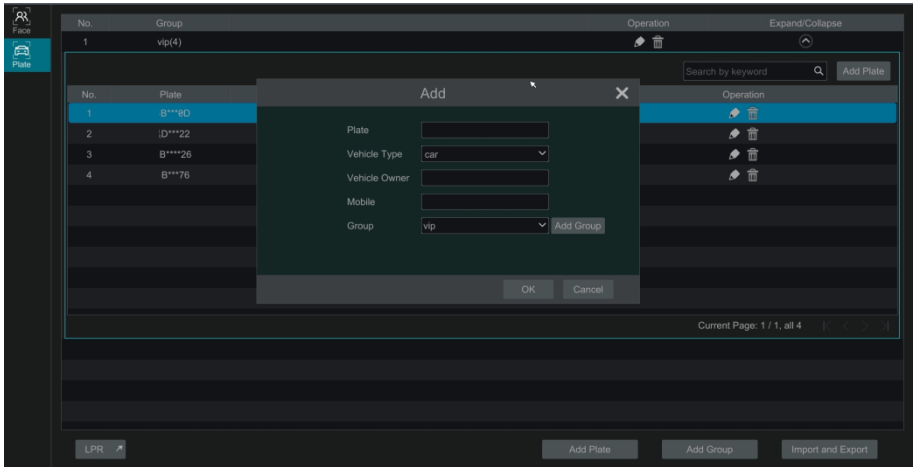 Face
Plate
No. Group Operation Expand/Collapse
1 vip(4)
Search by keyword Add Plate
No. Plate Operation
1 B***8D
2 :D***22
3 B****26
4 B***76
Add
Plate
Vehicle Type car
Vehicle Owner
Mobile
Group vip Add Group
OK Cancel
Current Page: 1 / 1, all 4
LPR Add Plate Add Group Import and Export